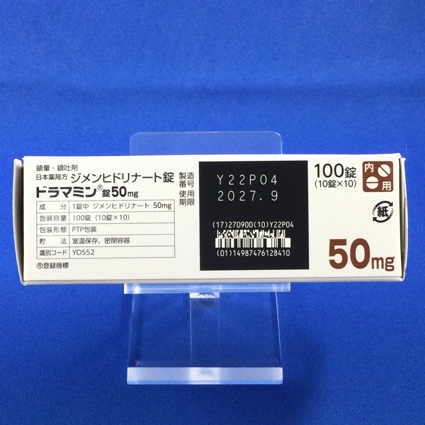 鎮暈・鎮吐剤
日本薬局方 ジメンヒドリナート錠
ドラマミン®錠50mg
成 分 1錠中 ジメンヒドリナート 50mg
包装容量 100錠（10錠×10）
包装形態 PTP包装
貯 法 室温保存、密閉容器
識別コード YD552
®登録商標
製造番号
使用期限
Y22P04
2027.9
(17)270900(10)Y22P04
(01)14987476128410
100錠
（10錠×10）
内用
紙
50mg